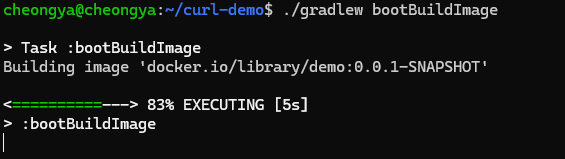 cheongya@cheongya:~/curl-demo$ ./gradlew bootBuildImage
> Task :bootBuildImage
Building image 'docker.io/library/demo:0.0.1-SNAPSHOT'
<==========---> 83% EXECUTING [5s]
> :bootBuildImage